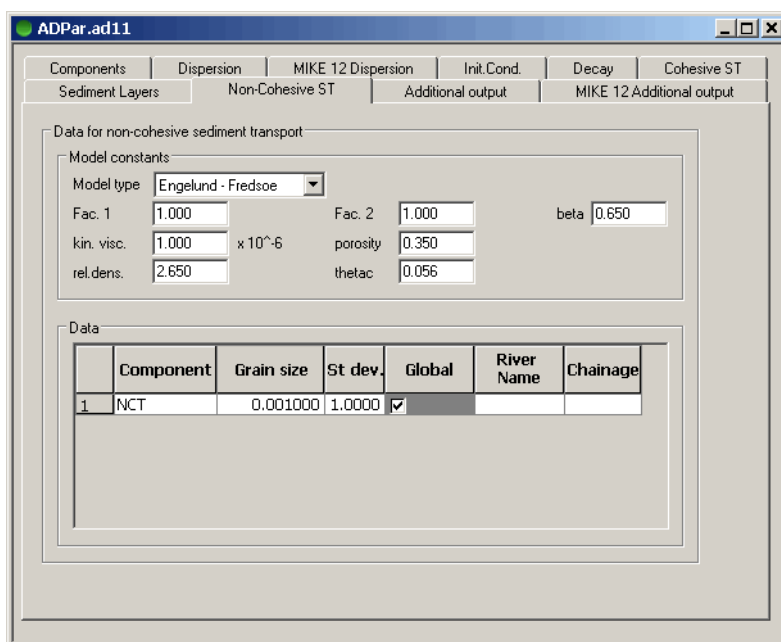 ADPar.ad11
Components Dispersion MIKE 12 Dispersion Init.Cond. Decay Cohesive ST
Sediment Layers Non-Cohesive ST Additional output MIKE 12 Additional output
Data for non-cohesive sediment transport
Model constants
Model type Engelund - Fredsoe
Fac. 1 1.000 Fac. 2 1.000 beta 0.650
kin. visc. 1.000 x 10^-6 porosity 0.350
rel.dens. 2.650 thetac 0.056
Data
Component Grain size St dev. Global River Name Chainage
1 NCT 0.001000 1.0000